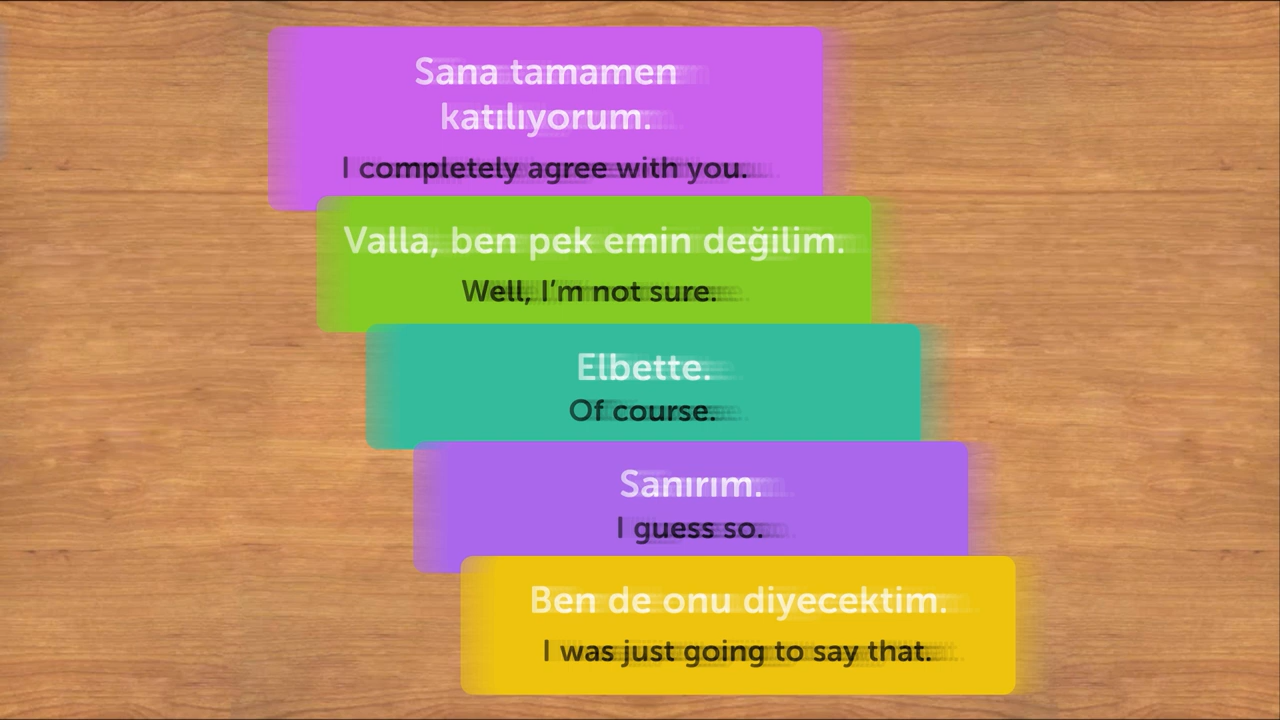 Sana tamamen
katılıyorum.
I completely agree with you.
Valla, ben pek emin değilim.
Well, I’m not sure.
Elbette.
Of course.
Sanırım.
I guess so.
Ben de onu diyecektim.
I was just going to say that.